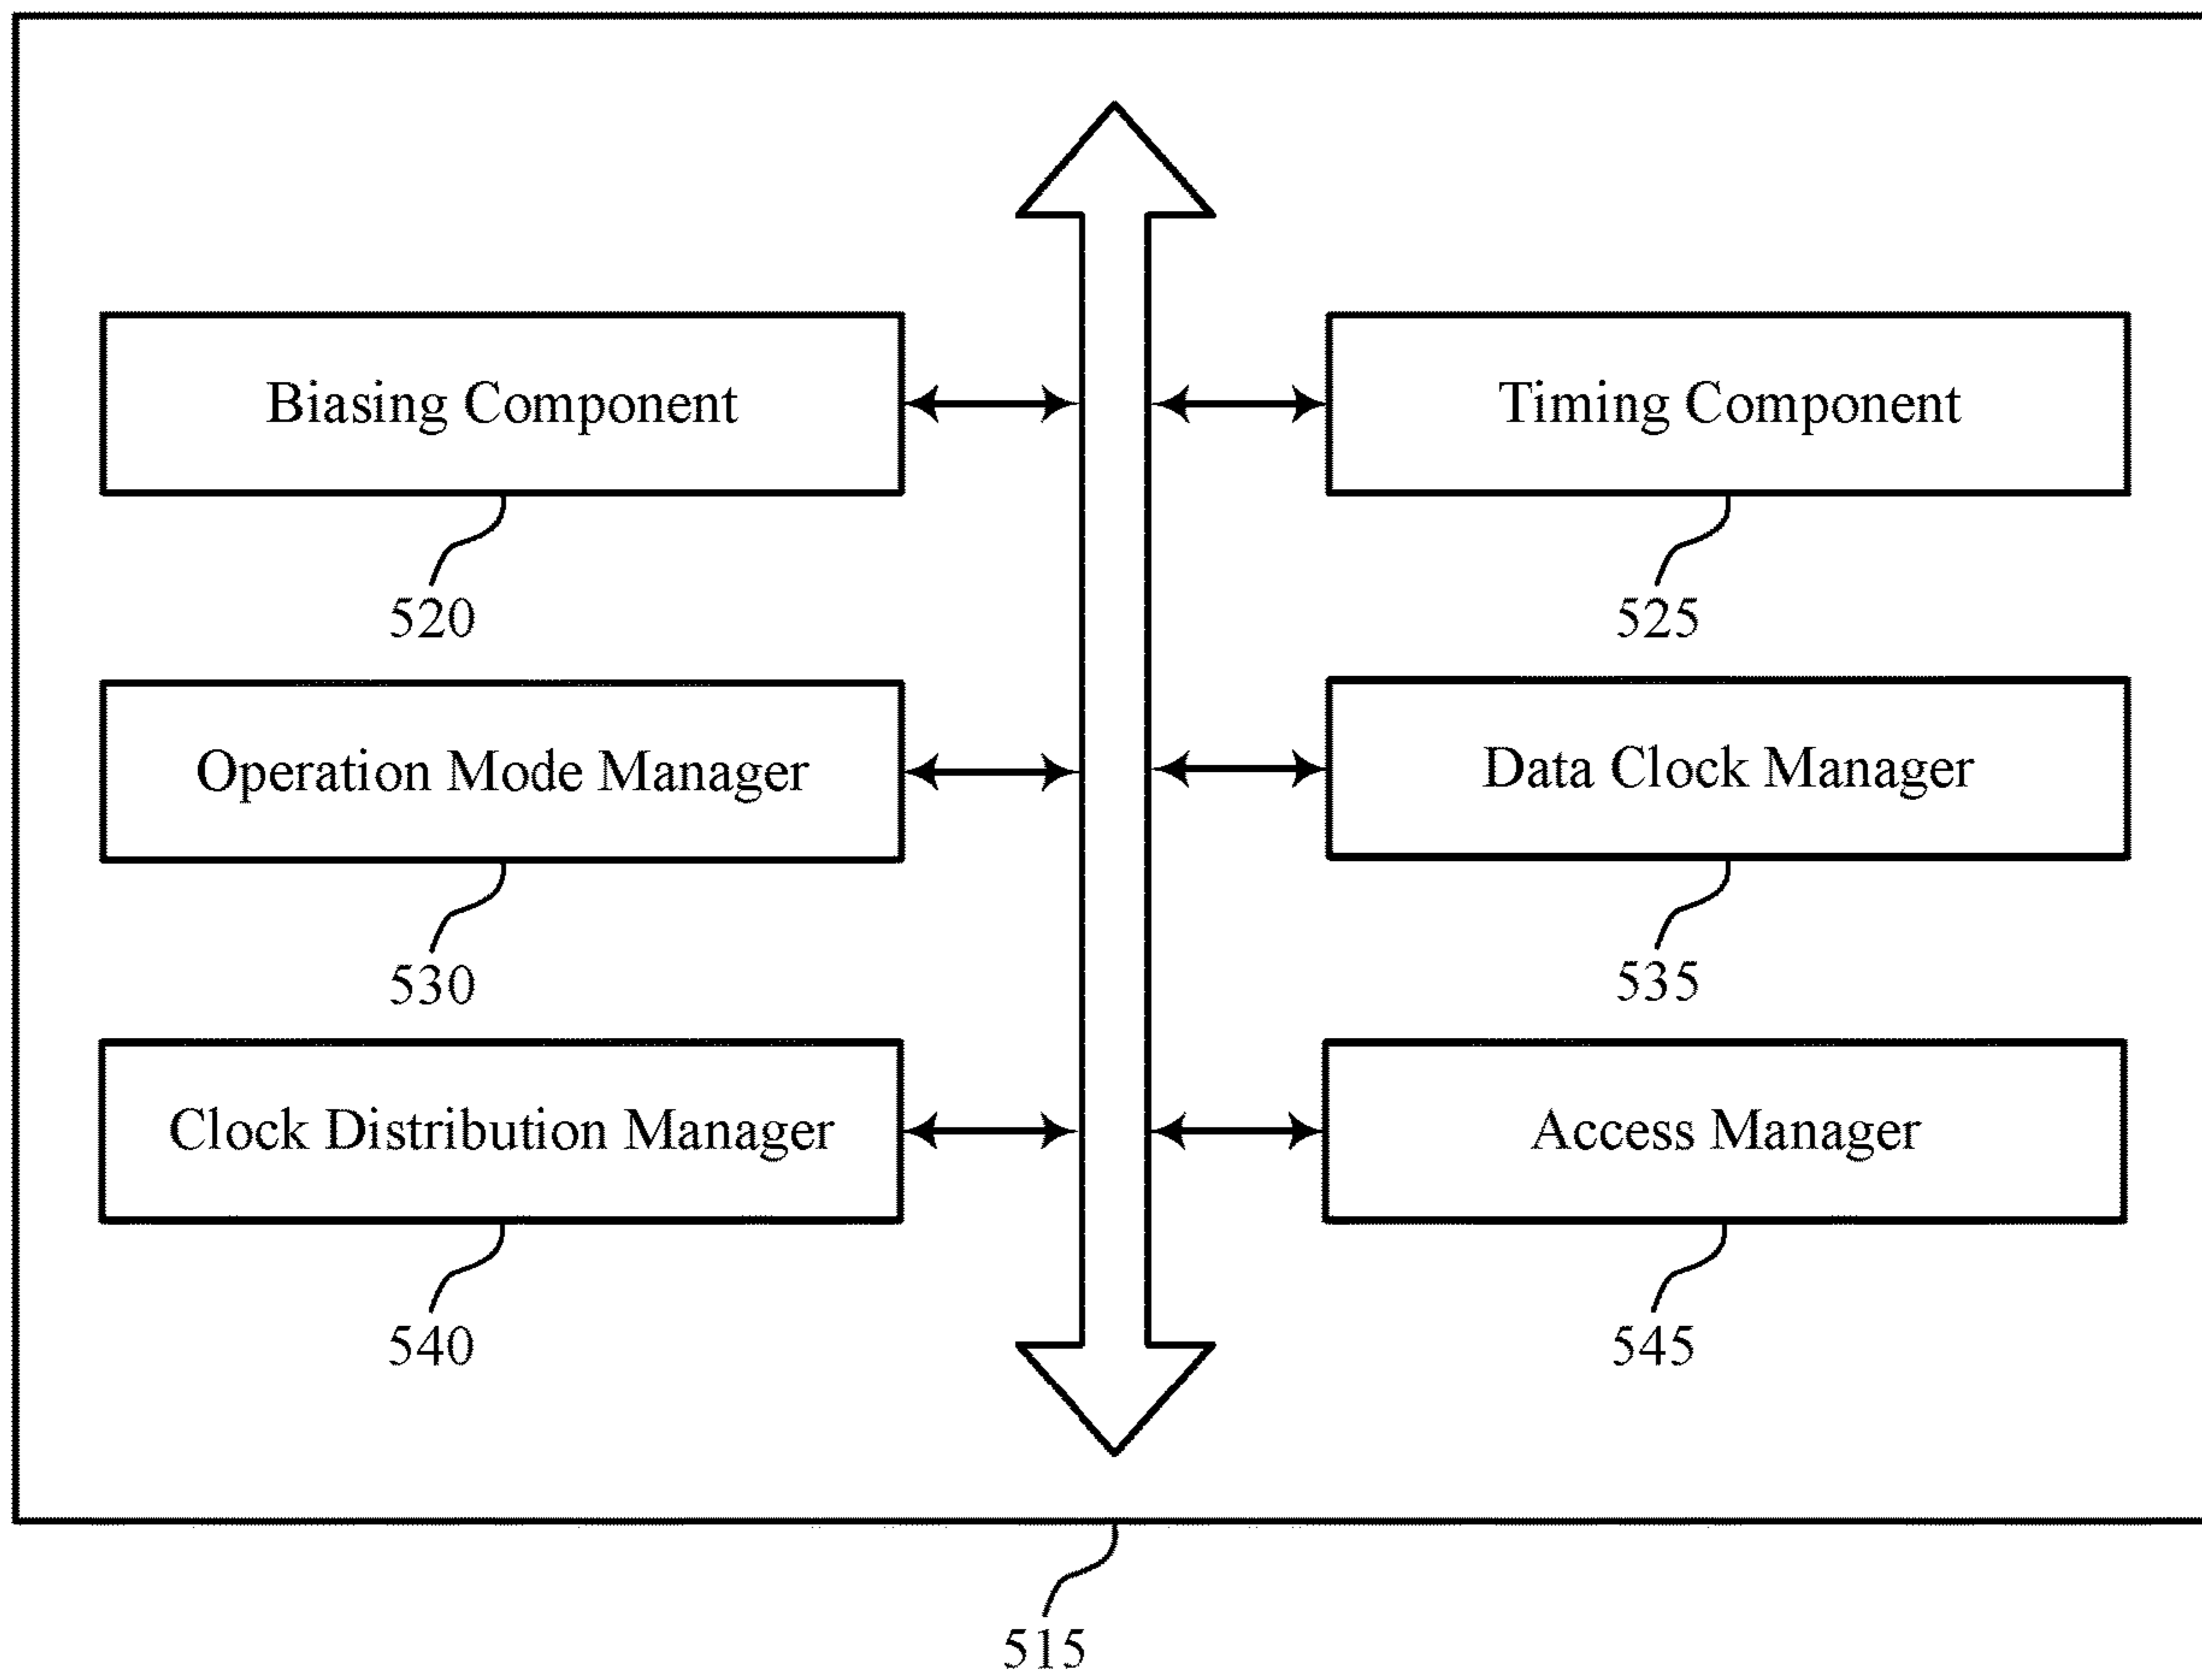 Biasing Component
Timing Component
520
525
Operation Mode Manager
Data Clock Manager
530
535
Clock Distribution Manager
Access Manager
540
545
515